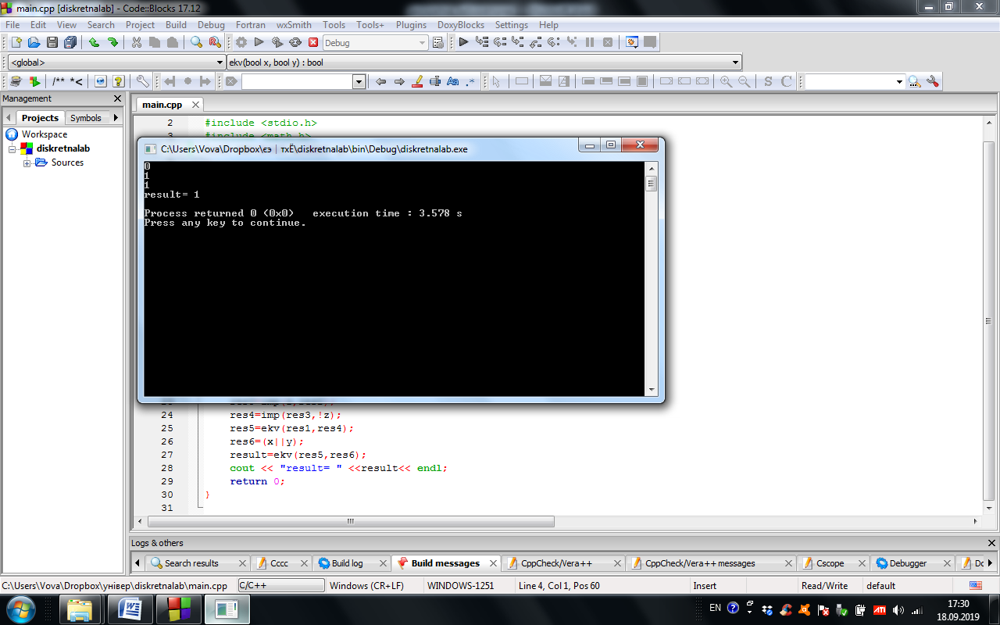 main.cpp [diskretnalab] - Code::Blocks 17.12
File Edit View Search Project Build Debug Fortran wxSmith Tools Tools+ Plugins DoxyBlocks Settings Help
Debug
<global> ekv(bool x, bool y) : bool
/** *<
Aa .* S C
Management
main.cpp
Projects Symbols
Workspace
diskretnalab
Sources
2 #include <stdio.h>
3 #include <math.h>
C:\Users\Vova\Dropbox\єэ | тхЁ\diskretnalab\bin\Debug\diskretnalab.exe
0
1
1
result= 1
Process returned 0 (0x0) execution time : 3.578 s
Press any key to continue.
24 res4=imp(res3,!z);
25 res5=ekv(res1,res4);
26 res6=(x||y);
27 result=ekv(res5,res6);
28 cout << "result= " <<result<< endl;
29 return 0;
30 }
31
Logs & others
Search results Cccc Build log Build messages CppCheck/Vera++ CppCheck/Vera++ messages Cscope Debugger
C:\Users\Vova\Dropbox\універ\diskretnalab\main.cpp C/C++ Windows (CR+LF) WINDOWS-1251 Line 4, Col 1, Pos 60 Insert Read/Write default
EN
ATI
17:30
18.09.2019